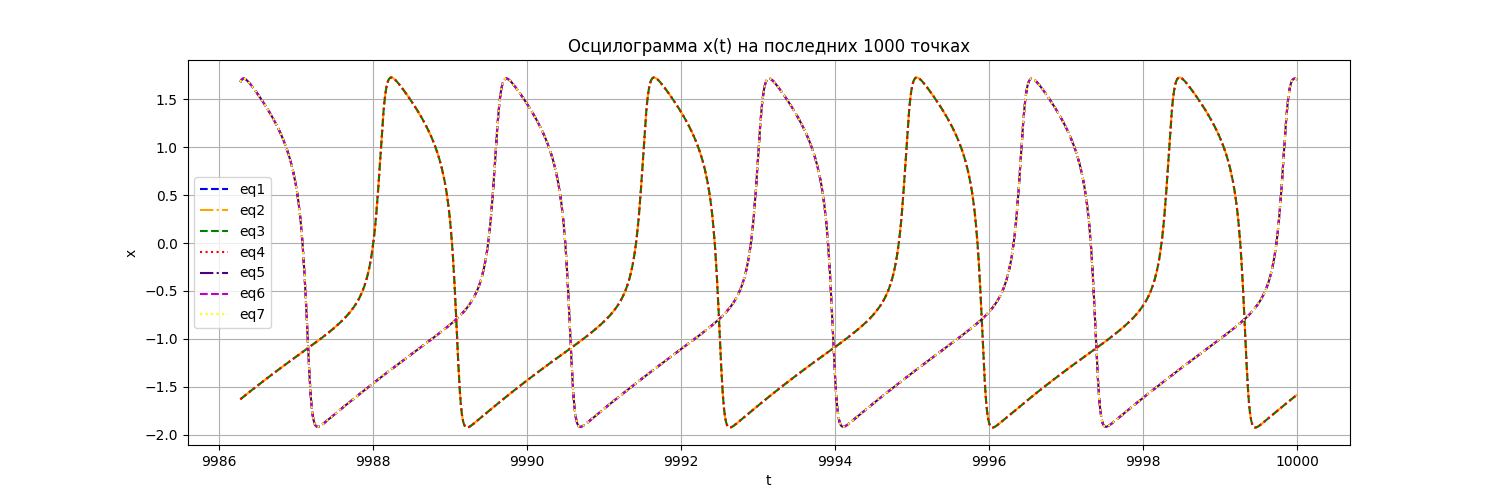 Осцилограмма x(t) на последних 1000 точках
x
1.5
1.0
0.5
0.0
−0.5
−1.0
−1.5
−2.0
eq1
eq2
eq3
eq4
eq5
eq6
eq7
9986
9988
9990
9992
9994
9996
9998
10000
t